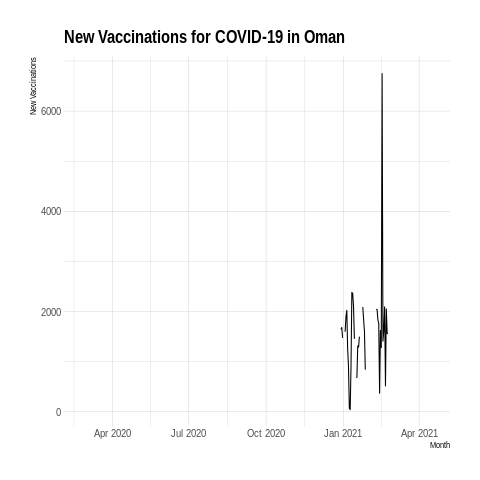 New Vaccinations for COVID-19 in Oman
New Vaccinations
6000
4000
2000
0
Apr 2020
Jul 2020
Oct 2020
Jan 2021
Apr 2021
Month